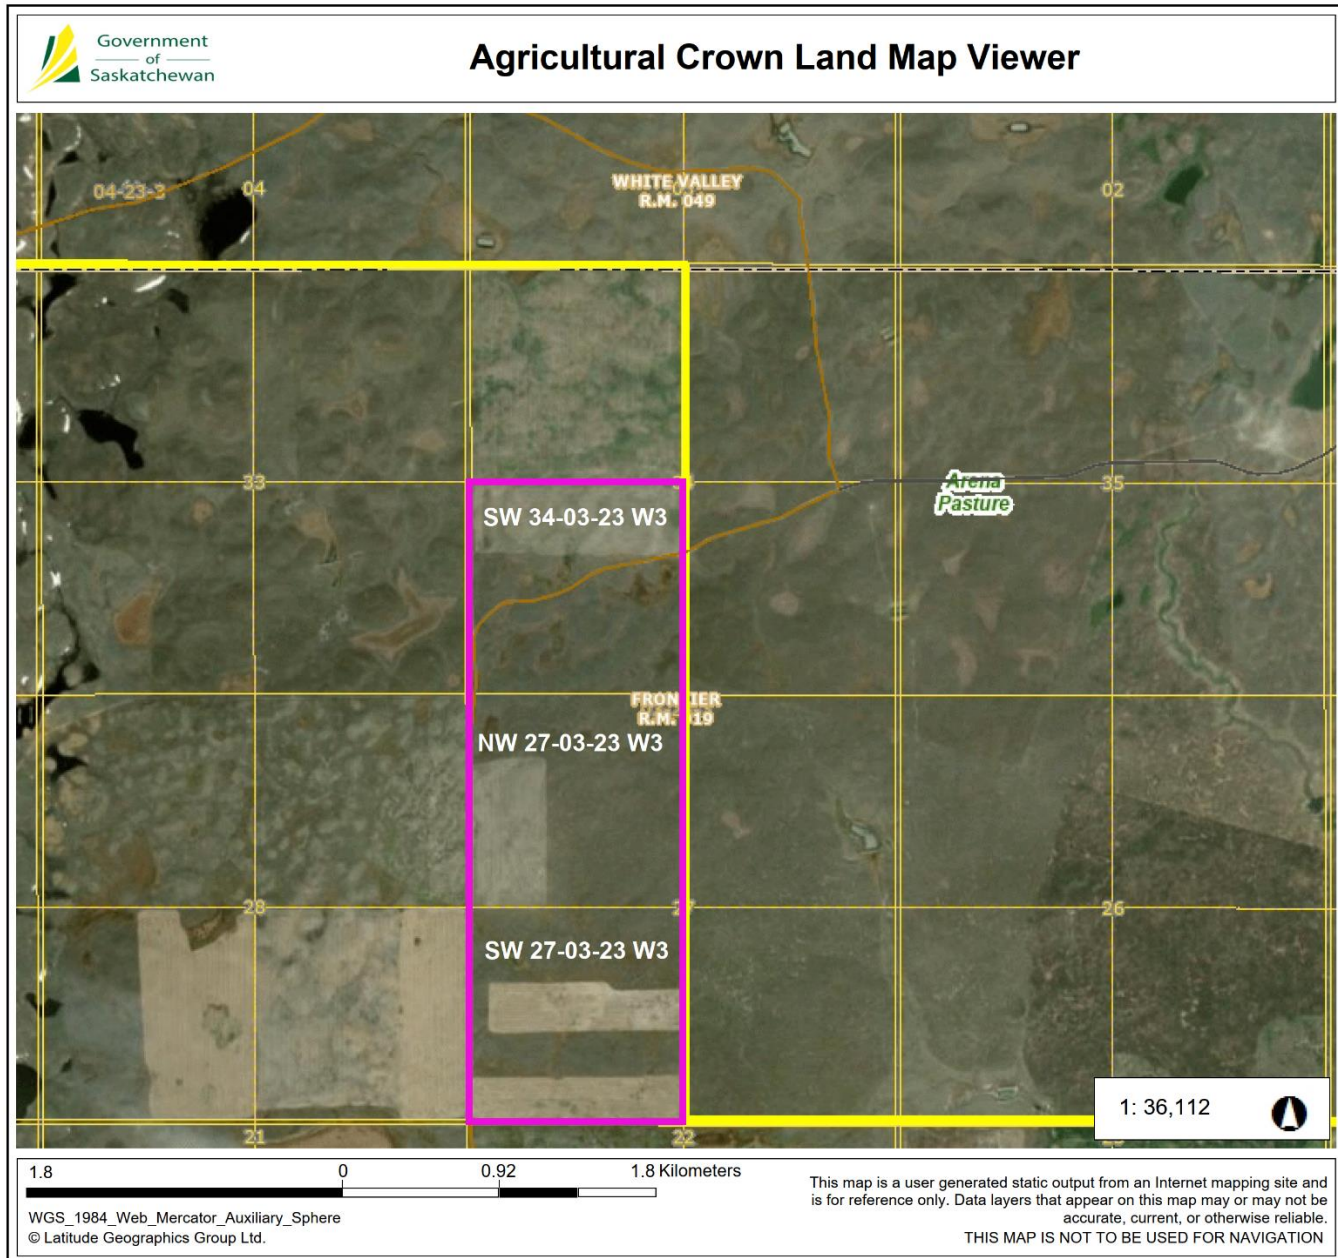 Government
of
Saskatchewan
Agricultural Crown Land Map Viewer
04-23-3
04
WHITE VALLEY
R.M. 049
02
33
SW 34-03-23 W3
Arena
Pasture
35
FRONTIER
R.M. 019
NW 27-03-23 W3
28
27
26
SW 27-03-23 W3
21
22
1: 36,112
1.8
0
0.92
1.8 Kilometers
WGS_1984_Web_Mercator_Auxiliary_Sphere
© Latitude Geographics Group Ltd.
This map is a user generated static output from an Internet mapping site and
is for reference only. Data layers that appear on this map may or may not be
accurate, current, or otherwise reliable.
THIS MAP IS NOT TO BE USED FOR NAVIGATION